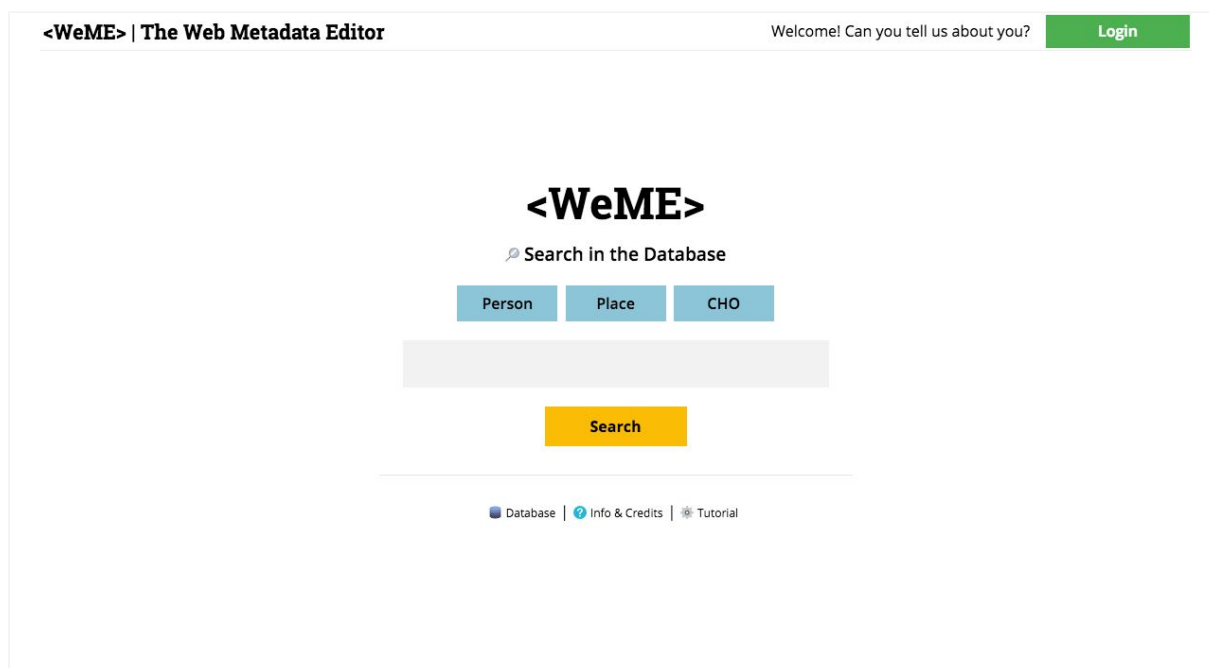 <WeME> | The Web Metadata Editor
Welcome! Can you tell us about you?
Login
<WeME>
Search in the Database
Person Place CHO
Search
Database | Info & Credits | Tutorial